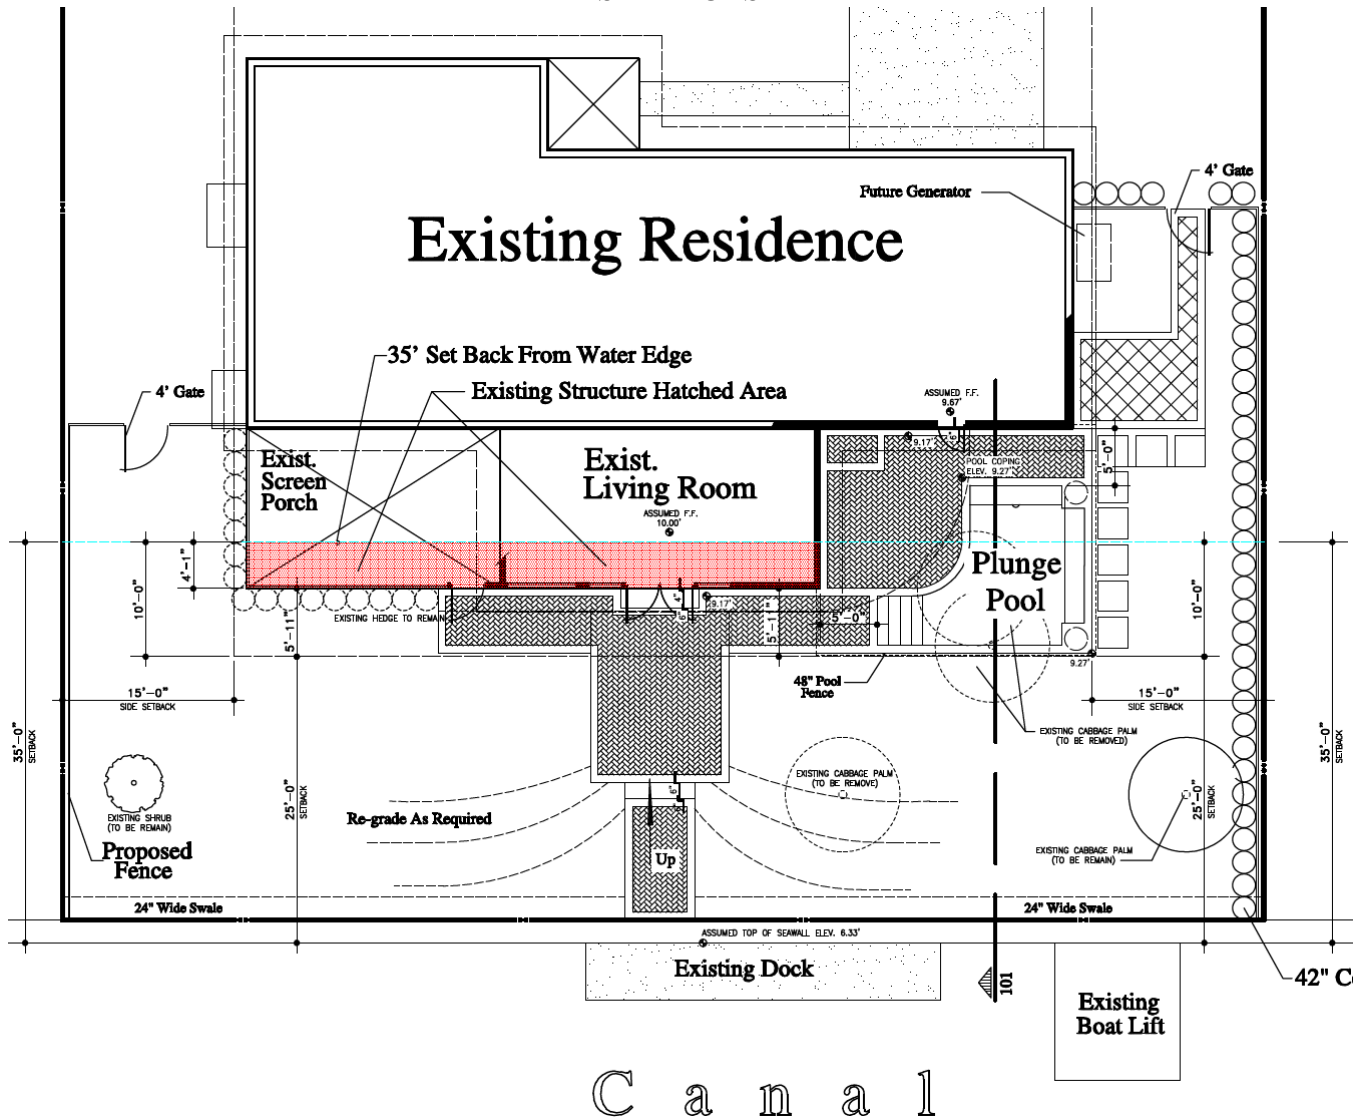 4' Gate
Future Generator
Existing Residence
35' Set Back From Water Edge
Existing Structure Hatched Area
4' Gate
ASSUMED F.F.
9.67'
Exist.
Screen
Porch
Exist.
Living Room
ASSUMED F.F.
10.00'
9.17'
6"
POOL COPING
ELEV. 9.27'
5'-0"
Plunge
Pool
4'-1"
10'-0"
10'-0"
EXISTING HEDGE TO REMAIN
5'-11"
9.17'
4"
6"
5'-11"
5'-0"
9.27'
48" Pool
Fence
15'-0"
SIDE SETBACK
15'-0"
SIDE SETBACK
35'-0"
SETBACK
35'-0"
SETBACK
EXISTING CABBAGE PALM
(TO BE REMOVED)
EXISTING CABBAGE PALM
(TO BE REMOVE)
25'-0"
SETBACK
25'-0"
SETBACK
6"
EXISTING SHRUB
(TO BE REMAIN)
Re-grade As Required
Proposed
Fence
Up
EXISTING CABBAGE PALM
(TO BE REMAIN)
24" Wide Swale
24" Wide Swale
ASSUMED TOP OF SEAWALL ELEV. 6.33'
Existing Dock
101
42" C
Existing
Boat Lift
Canal